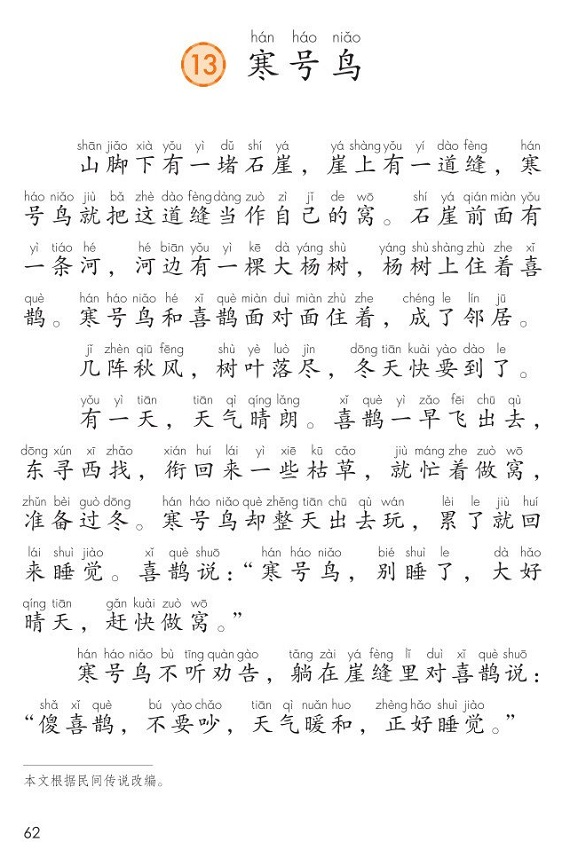 hán háo niǎo
13 寒号鸟
shān jiǎo xià yǒu yì dǔ shí yá yá shàng yǒu yí dào fèng hán
山脚下有一堵石崖，崖上有一道缝，寒
háo niǎo jiù bǎ zhè dào fèng dàng zuò zì jǐ de wō shí yá qián miàn yǒu
号鸟就把这道缝当作自己的窝。石崖前面有
yì tiáo hé hé biān yǒu yì kē dà yáng shù yáng shù shàng zhù zhe xǐ
一条河，河边有一棵大杨树，杨树上住着喜
què hán háo niǎo hé xǐ què miàn duì miàn zhù zhe chéng le lín jū
鹊。寒号鸟和喜鹊面对面住着，成了邻居。
jǐ zhèn qiū fēng shù yè luò jìn dōng tiān kuài yào dào le
几阵秋风，树叶落尽，冬天快要到了。
yǒu yì tiān tiān qì qíng lǎng xǐ què yì zǎo fēi chū qù
有一天，天气晴朗。喜鹊一早飞出去，
dōng xún xī zhǎo xián huí lái yì xiē kū cǎo jiù máng zhe zuò wō
东寻西找，衔回来一些枯草，就忙着做窝，
zhǔn bèi guò dōng hán háo niǎo què zhěng tiān chū qù wán lèi le jiù huí
准备过冬。寒号鸟却整天出去玩，累了就回
lái shuì jiào xǐ què shuō hán háo niǎo bié shuì le dà hǎo
来睡觉。喜鹊说：“寒号鸟，别睡了，大好
qíng tiān gǎn kuài zuò wō
晴天，赶快做窝。”
hán háo niǎo bù tīng quàn gào tǎng zài yá fèng lǐ duì xǐ què shuō
寒号鸟不听劝告，躺在崖缝里对喜鹊说：
shǎ xǐ què bú yào chǎo tiān qì nuǎn huo zhèng hǎo shuì jiào
“傻喜鹊，不要吵，天气暖和，正好睡觉。”
本文根据民间传说改编。
62